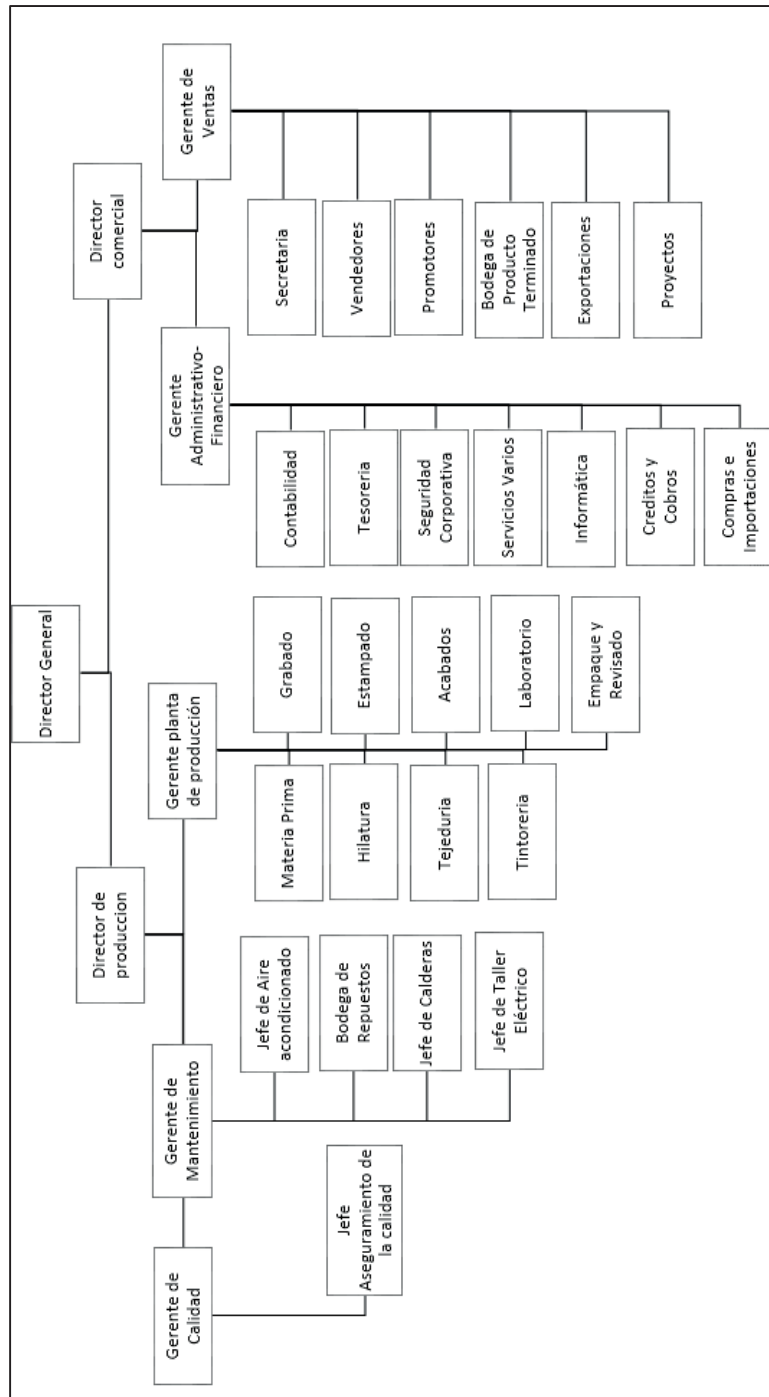 Director General
Director de
produccion
Director
comercial
Gerente de
Calidad
Gerente de
Mantenimiento
Gerente planta
de producción
Gerente
Administrativo-
Financiero
Gerente de
Ventas
Jefe
Aseguramiento de
la calidad
Jefe de Aire
acondicionado
Bodega de
Repuestos
Jefe de Calderas
Jefe de Taller
Eléctrico
Materia Prima
Hilatura
Tejeduria
Tintoreria
Grabado
Estampado
Acabados
Laboratorio
Empaque y
Revisado
Contabilidad
Tesoreria
Seguridad
Corporativa
Servicios Varios
Informática
Creditos y
Cobros
Compras e
Importaciones
Secretaria
Vendedores
Promotores
Bodega de
Producto
Terminado
Exportaciones
Proyectos